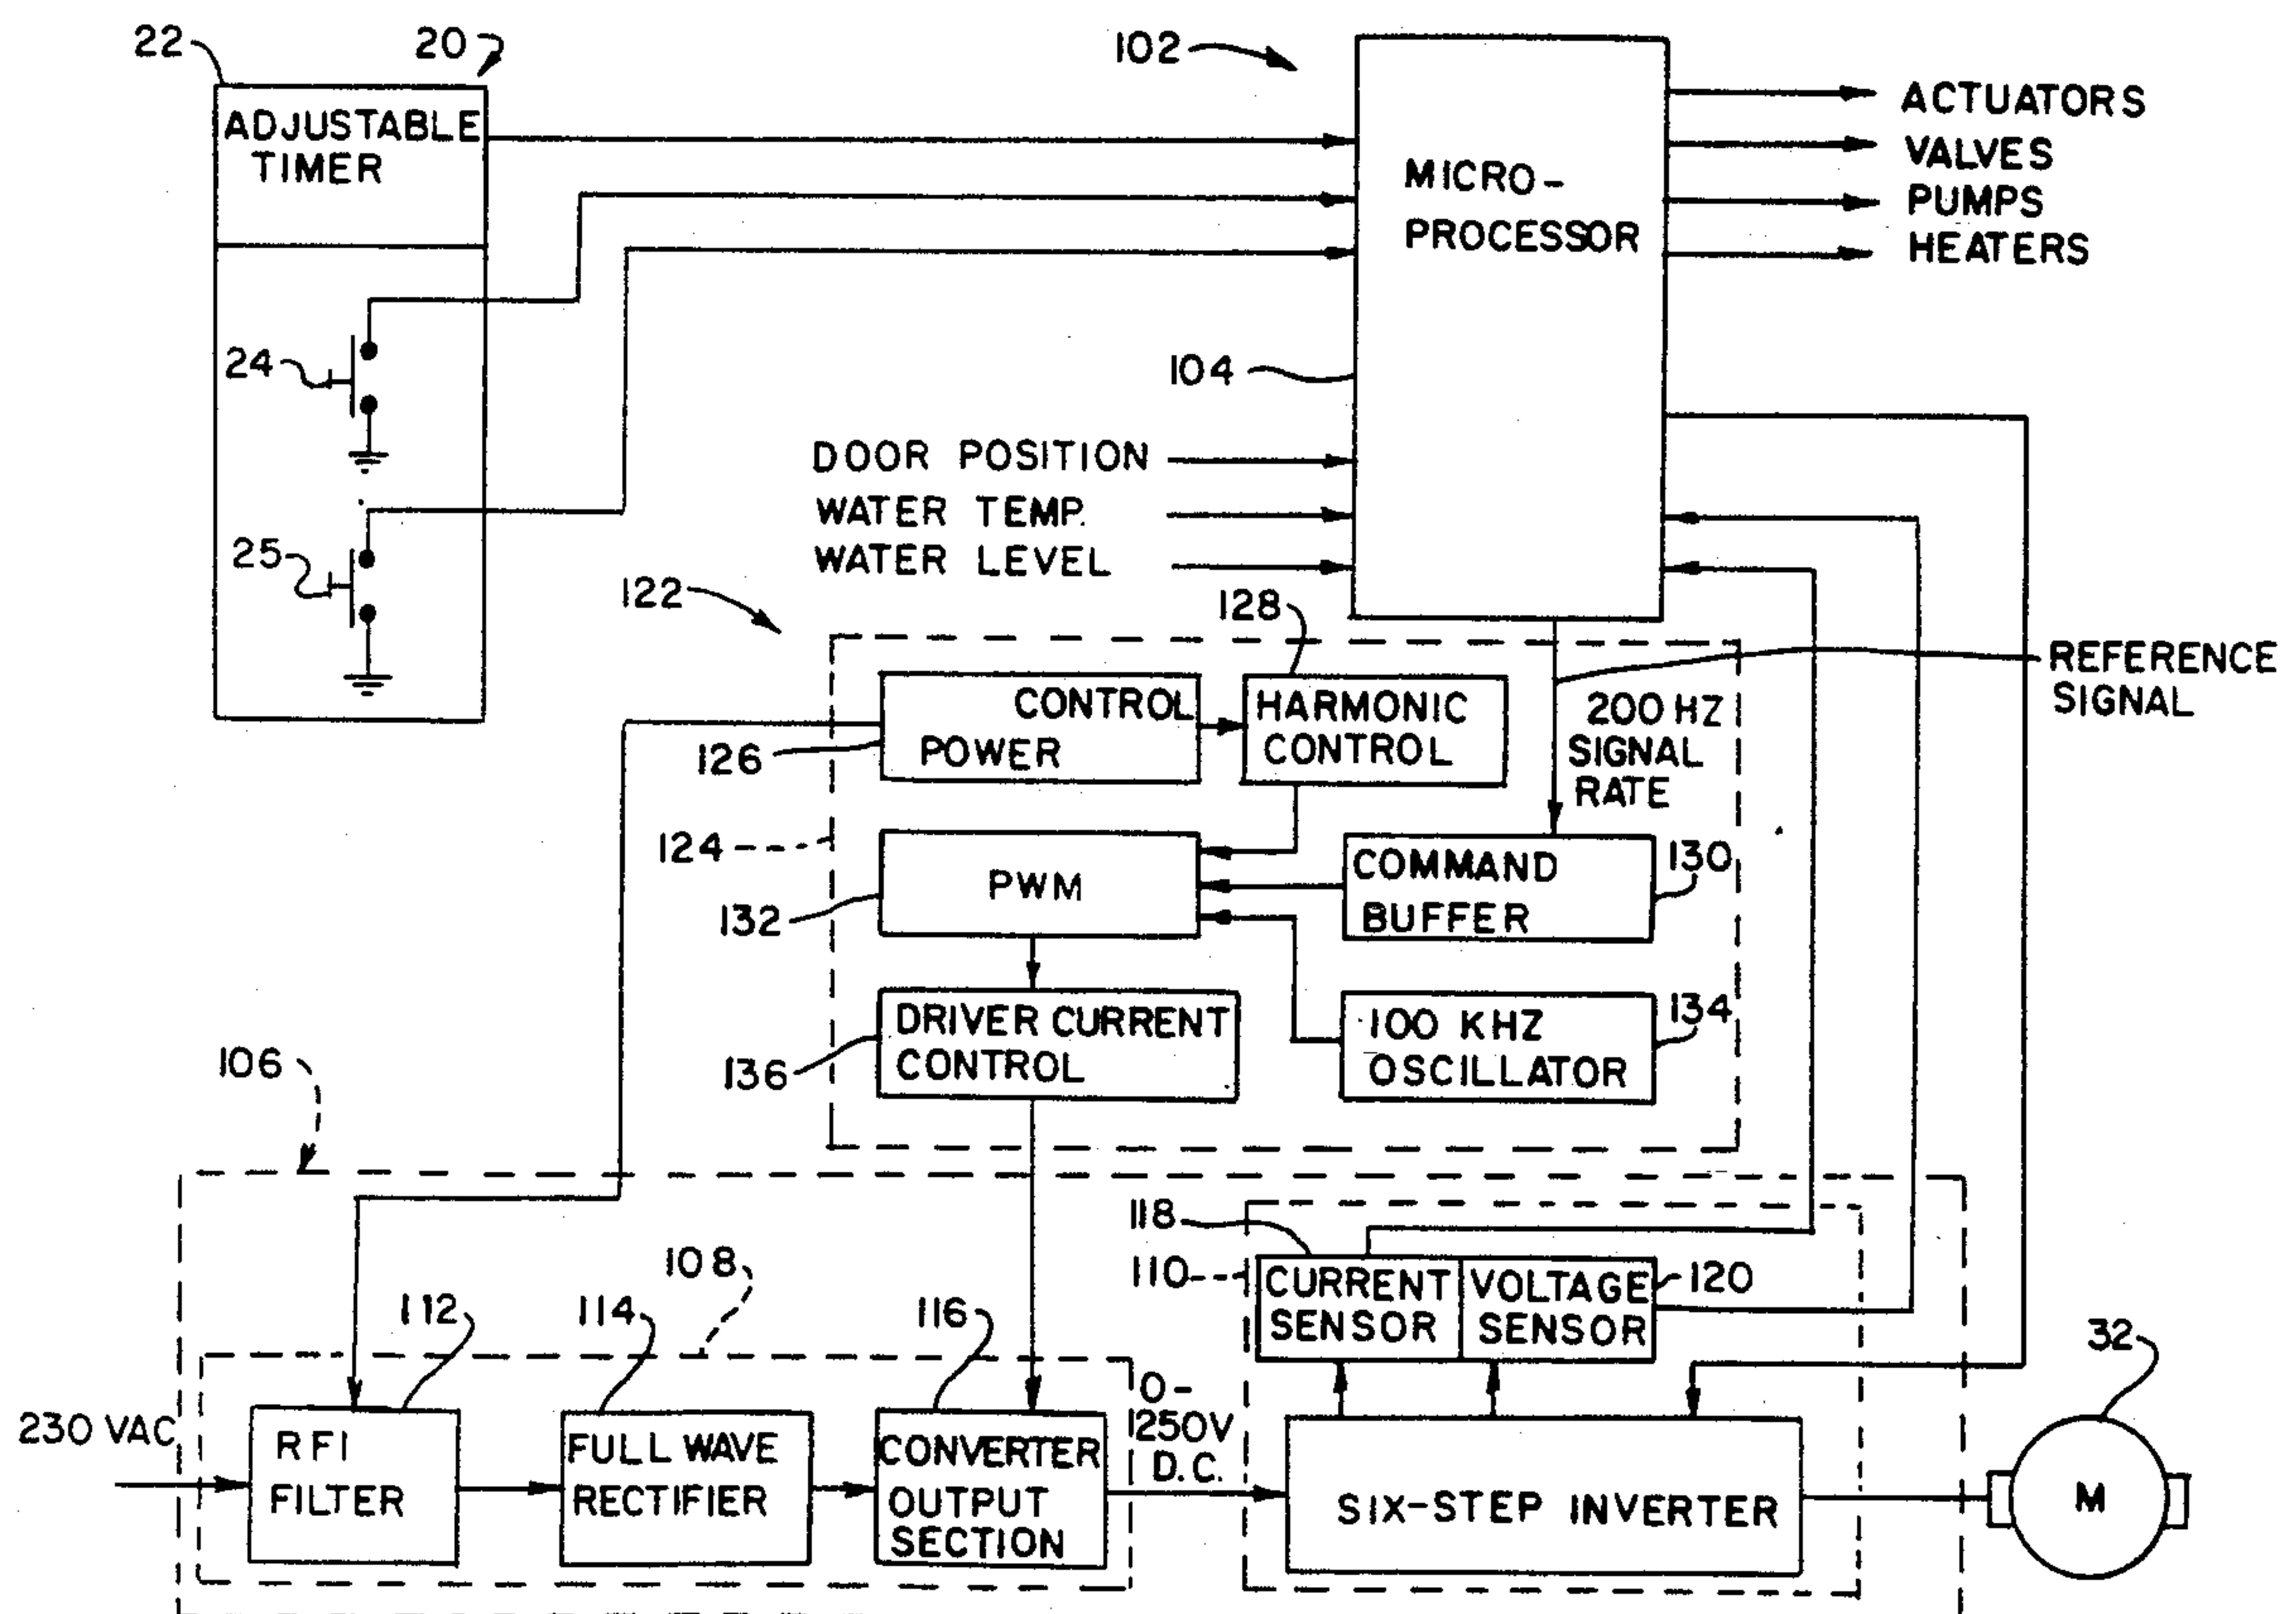 22
20
102
ADJUSTABLE
TIMER
MICRO-
PROCESSOR
ACTUATORS
VALVES
PUMPS
HEATERS
24
104
DOOR POSITION
WATER TEMP.
WATER LEVEL
25
122
128
REFERENCE
SIGNAL
CONTROL
POWER
126
HARMONIC
CONTROL
200 HZ
SIGNAL
RATE
124
PWM
132
COMMAND
BUFFER
130
DRIVER CURRENT
CONTROL
136
100 KHZ
OSCILLATOR
134
106
108
118
110
CURRENT
SENSOR
VOLTAGE
SENSOR
120
112
114
116
32
230 VAC
RFI
FILTER
FULL WAVE
RECTIFIER
CONVERTER
OUTPUT
SECTION
0-
250V
D.C.
SIX-STEP INVERTER
M